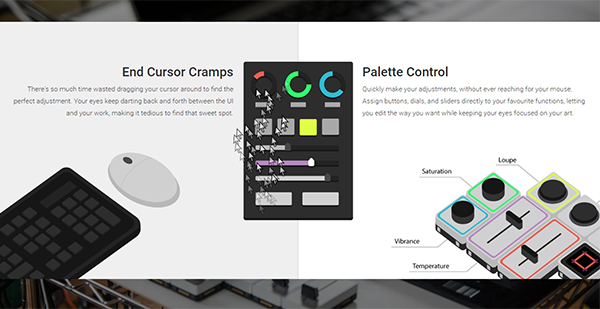 End Cursor Cramps
There's so much time wasted dragging your cursor around to find the
perfect adjustment. Your eyes keep darting back and forth between the UI
and your work, making it tedious to find that sweet spot.
Palette Control
Quickly make your adjustments, without ever reaching for your mouse.
Assign buttons, dials, and sliders directly to your favourite functions, letting
you edit the way you want while keeping your eyes focused on your art.
Loupe
Saturation
Vibrance
Temperature